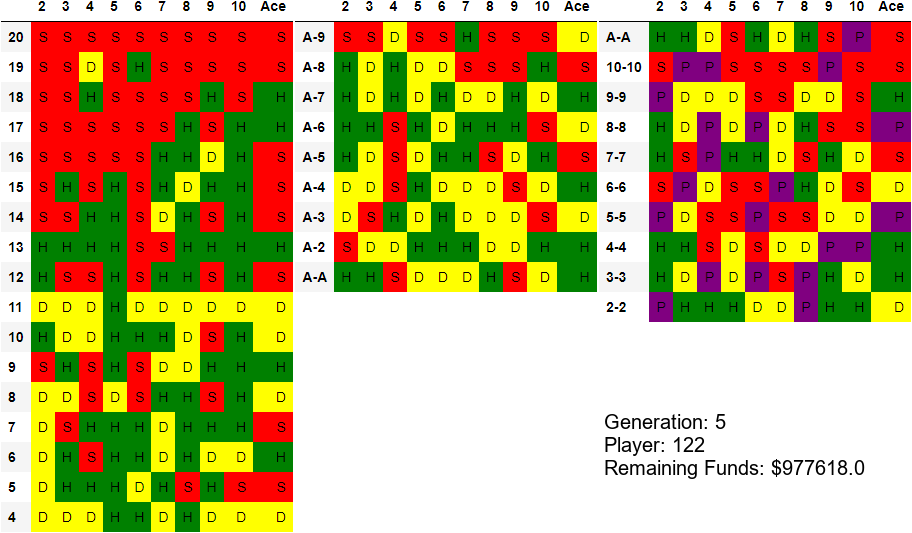 2 3 4 5 6 7 8 9 10 Ace
20 S S S S S S S S S S
19 S S D S H S S S S S
18 S S H S S S S H S H
17 S S S S S S H S H H
16 S S S S S H H D H S
15 S H S H S H D H H S
14 S S H H S D H S H S
13 H H H H S S H H H H
12 H S S H S H H S H S
11 D D D H D D D D D D
10 H D D H H H D S H D
9 S H S H S D D H H H
8 D D S D S H H S H D
7 D S H H H D H H H S
6 D H S H H D H D D H
5 D H H H D H S H S S
4 D D D H H D H D D D
2 3 4 5 6 7 8 9 10 Ace
A-9 S S D S S H S S S D
A-8 H D H D D S S S H S
A-7 H D H D H D D H D H
A-6 H H S H D H H H S D
A-5 H D S D H H S D H S
A-4 D D S H D D D S D H
A-3 D S H D H D D D S D
A-2 S D D H H H D D H H
A-A H H S D D D H S D H
2 3 4 5 6 7 8 9 10 Ace
A-A H H D S H D H S P S
10-10 S P P S S S S P S S
9-9 P D D D S S D D S H
8-8 H D P D P D H S S P
7-7 H S P H H D S H D S
6-6 S P D S S P H D S D
5-5 P D S S P S S D D P
4-4 H H S D S D D P P H
3-3 H D P D P S P H D H
2-2 P H H H D D P H H D
Generation: 5
Player: 122
Remaining Funds: $977618.0